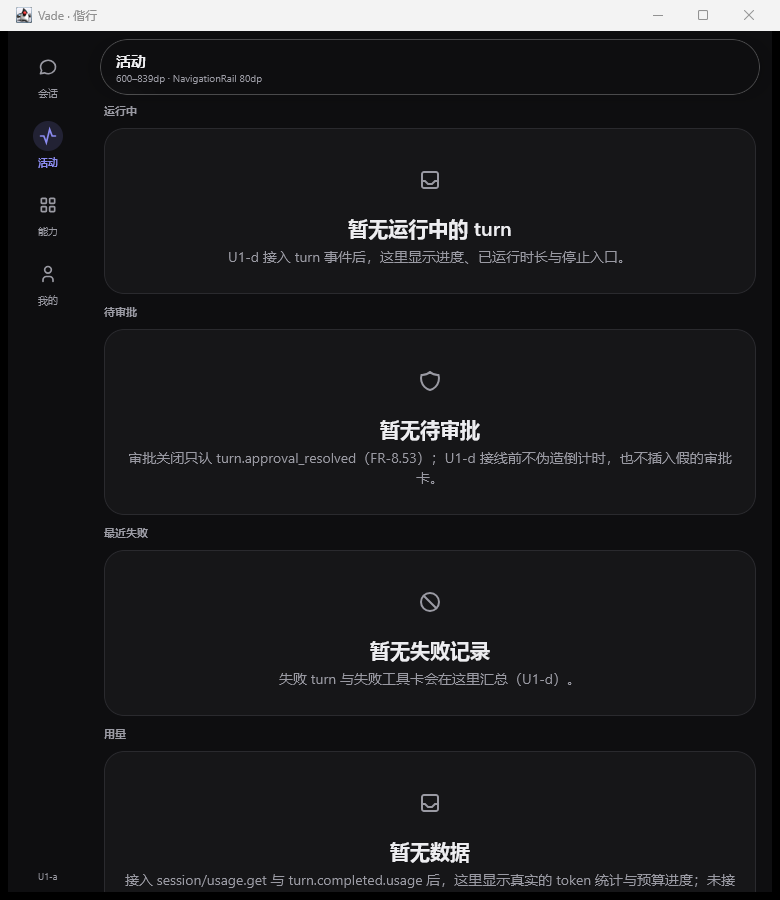 Vade · 偕行
会话
活动
能力
我的
U1-a
活动
600–839dp · NavigationRail 80dp
运行中
暂无运行中的 turn
U1-d 接入 turn 事件后，这里显示进度、已运行时长与停止入口。
待审批
暂无待审批
审批关闭只认 turn.approval_resolved（FR-8.53）；U1-d 接线前不伪造倒计时，也不插入假的审批
卡。
最近失败
暂无失败记录
失败 turn 与失败工具卡会在这里汇总（U1-d）。
用量
暂无数据
接入 session/usage.get 与 turn.completed.usage 后，这里显示真实的 token 统计与预算进度；未接